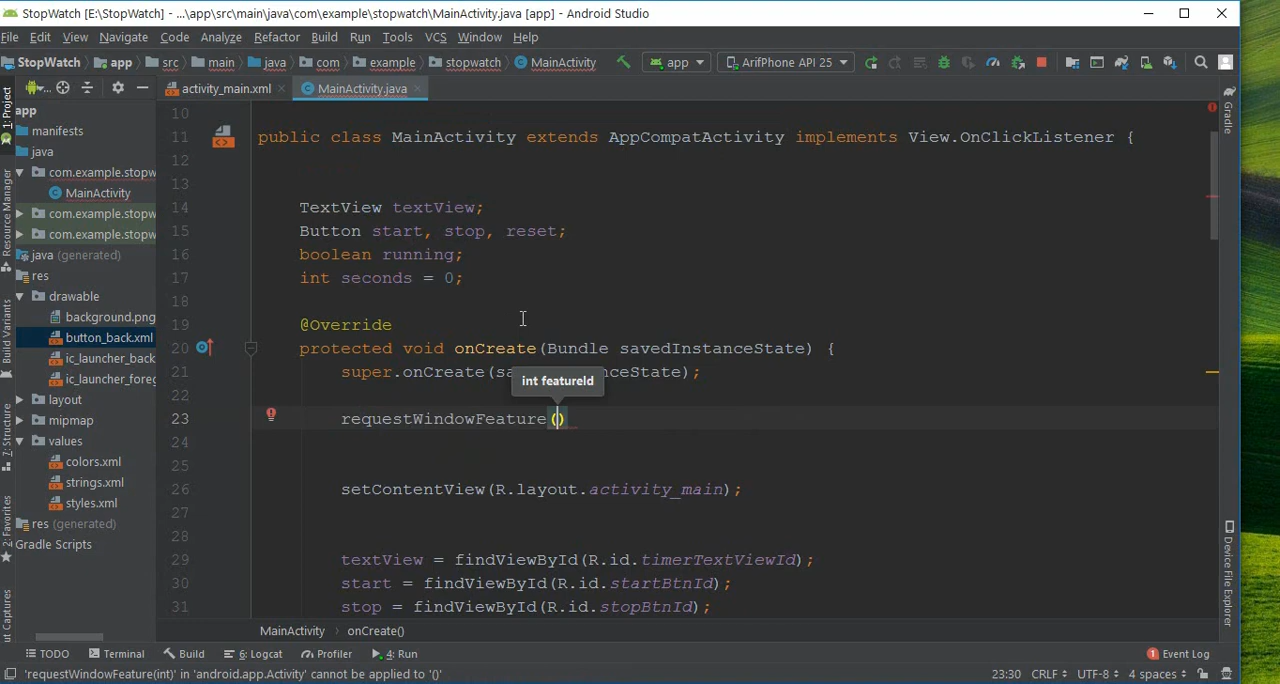 StopWatch [E:\StopWatch] - ...\app\src\main\java\com\example\stopwatch\MainActivity.java [app] - Android Studio
File Edit View Navigate Code Analyze Refactor Build Run Tools VCS Window Help
StopWatch app src main java com example stopwatch MainActivity app ArifPhone API 25
1: Project
Resource Manager
Build Variants
7: Structure
2: Favorites
ut Captures
app
manifests
java
com.example.stopw
MainActivity
com.example.stopw
com.example.stopw
java (generated)
res
drawable
background.png
button_back.xml
ic_launcher_back
ic_launcher_foreg
layout
mipmap
values
colors.xml
strings.xml
styles.xml
res (generated)
Gradle Scripts
activity_main.xml MainActivity.java
10
11 public class MainActivity extends AppCompatActivity implements View.OnClickListener {
12
13
14 TextView textView;
15 Button start, stop, reset;
16 boolean running;
17 int seconds = 0;
18
19 @Override
20 protected void onCreate(Bundle savedInstanceState) {
21 super.onCreate(sa nceState);
int featureId
22
23 requestWindowFeature()
24
25
26 setContentView(R.layout.activity_main);
27
28
29 textView = findViewById(R.id.timerTextViewId);
30 start = findViewById(R.id.startBtnId);
31 stop = findViewById(R.id.stopBtnId);
MainActivity › onCreate()
Gradle
Device File Explorer
TODO Terminal Build 6: Logcat Profiler 4: Run 1 Event Log
'requestWindowFeature(int)' in 'android.app.Activity' cannot be applied to '()' 23:30 CRLF UTF-8 4 spaces